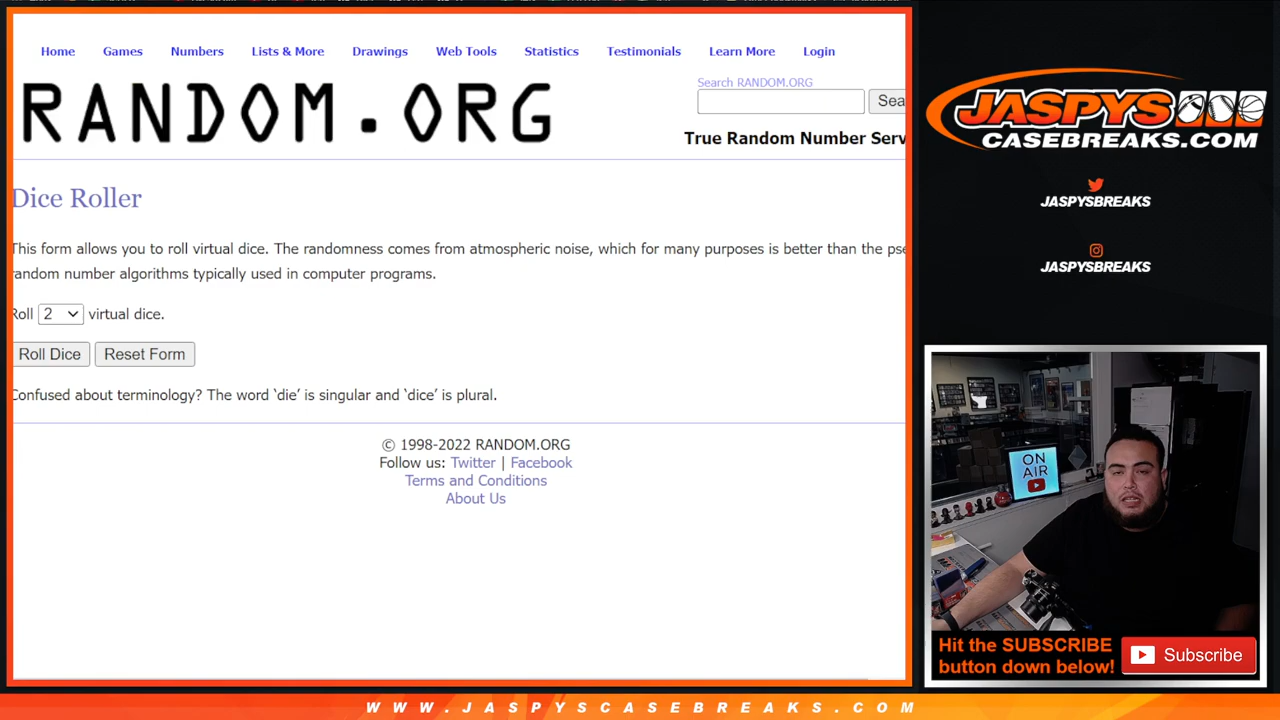 Home Games Numbers Lists & More Drawings Web Tools Statistics Testimonials Learn More Login
RANDOM.ORG
Search RANDOM.ORG
Sea
True Random Number Serv
Dice Roller
This form allows you to roll virtual dice. The randomness comes from atmospheric noise, which for many purposes is better than the pse
random number algorithms typically used in computer programs.
Roll 2 virtual dice.
Roll Dice Reset Form
Confused about terminology? The word ‘die’ is singular and ‘dice’ is plural.
© 1998-2022 RANDOM.ORG
Follow us: Twitter | Facebook
Terms and Conditions
About Us
JASPYS
CASEBREAKS.COM
JASPYSBREAKS
JASPYSBREAKS
ON
AIR
Hit the SUBSCRIBE
button down below!
Subscribe
WWW.JASPYSCASEBREAKS.COM